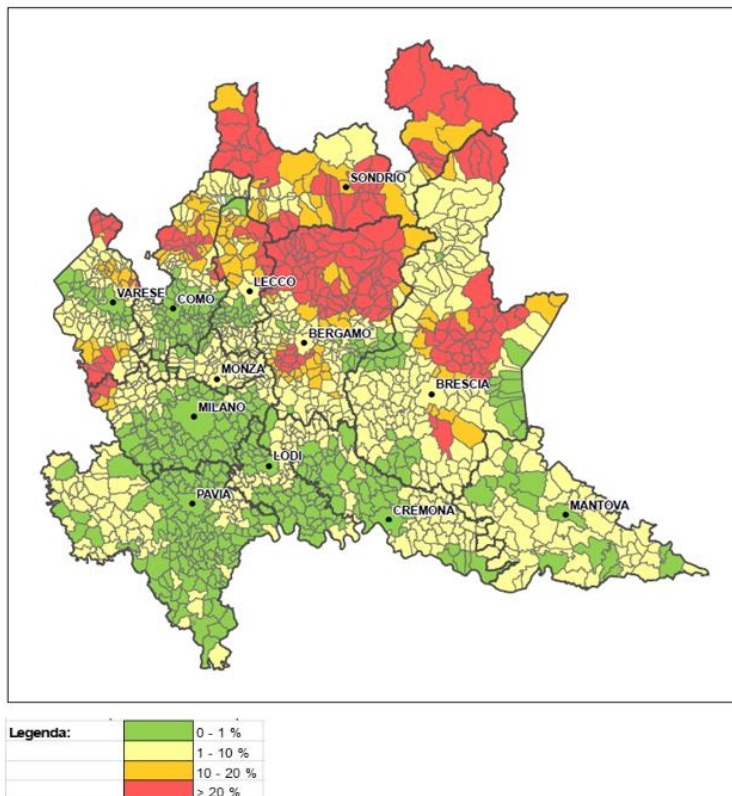 SONDRIO
LECCO
VARESE
COMO
BERGAMO
MONZA
BRESCIA
MILANO
LODI
PAVIA
CREMONA
MANTOVA
Legenda:
0 - 1 %
1 - 10 %
10 - 20 %
> 20 %